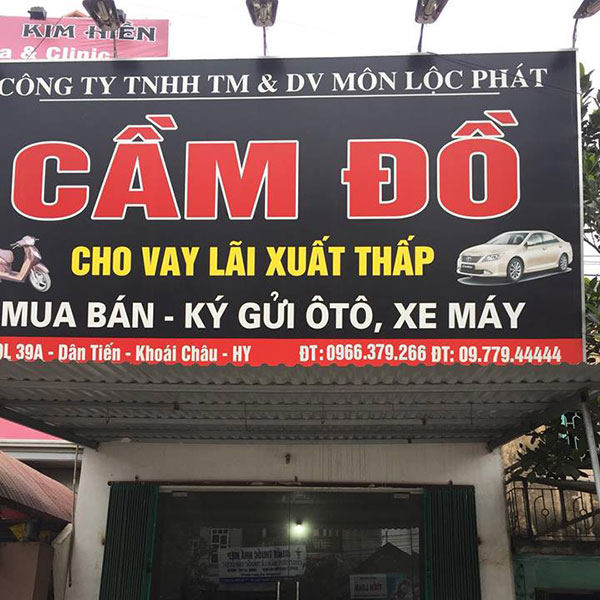 KIM HIỀN
a & Clinic
CÔNG TY TNHH TM & DV MÔN LỘC PHÁT
CẦM ĐỒ
CHO VAY LÃI XUẤT THẤP
MUA BÁN - KÝ GỬI ÔTÔ, XE MÁY
QL 39A - Dân Tiến - Khoái Châu - HY ĐT: 0966.379.266 ĐT: 09.779.44444